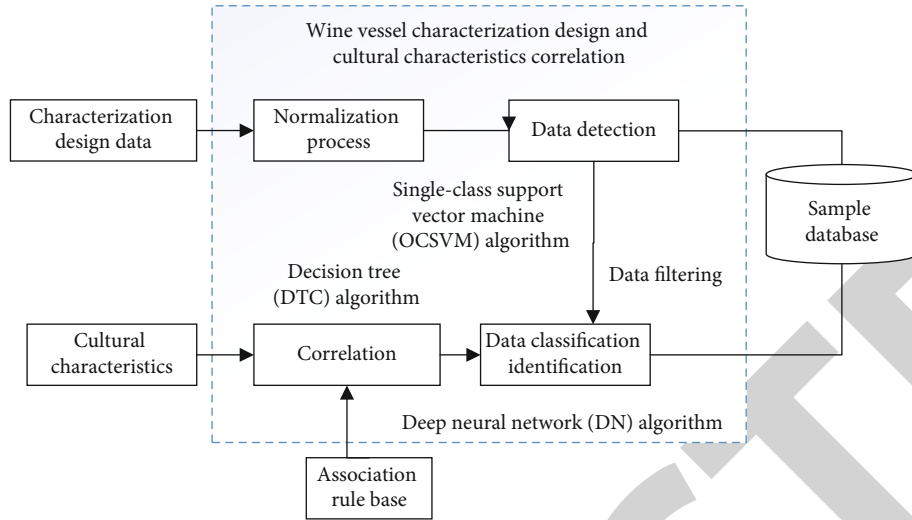 Wine vessel characterization design and
cultural characteristics correlation
Characterization
design data
Normalization
process
Data detection
Single-class support
vector machine
(OCSVM) algorithm
Sample
database
Decision tree
(DTC) algorithm
Data filtering
Cultural
characteristics
Correlation
Data classification
identification
Deep neural network (DN) algorithm
Association
rule base